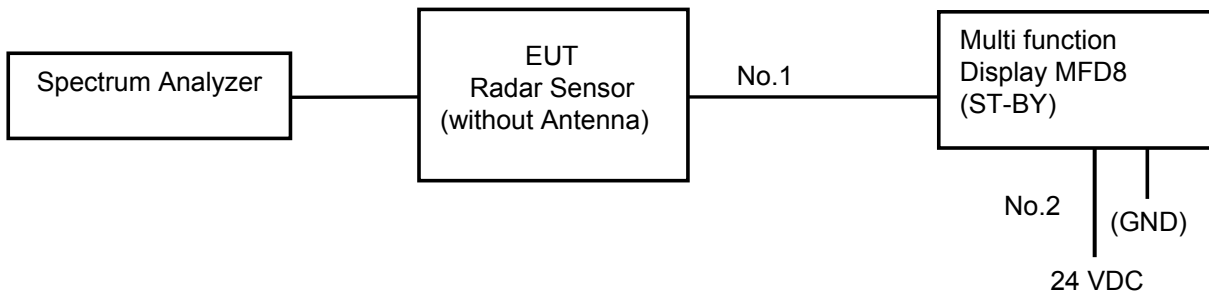 Spectrum Analyzer
EUT
Radar Sensor
(without Antenna)
No.1
Multi function
Display MFD8
(ST-BY)
No.2
(GND)
24 VDC